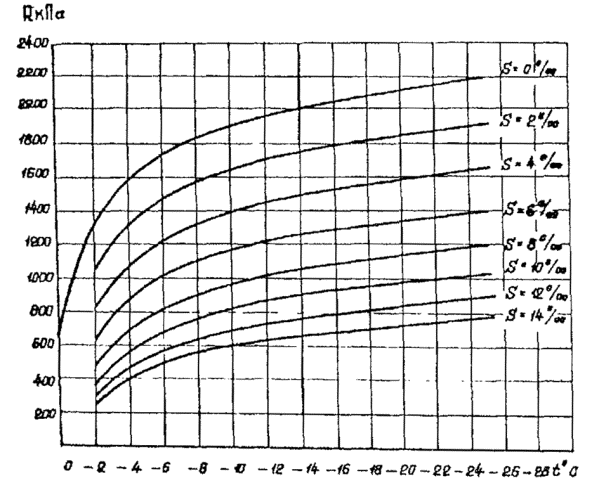 RкПа
2400
2200
2000
1800
1600
1400
1200
1000
800
600
400
200
S = 0 ‰
S = 2 ‰
S = 4 ‰
S = 6 ‰
S = 8 ‰
S = 10 ‰
S = 12 ‰
S = 14 ‰
0 -2 -4 -6 -8 -10 -12 -14 -16 -18 -20 -22 -24 -26 -28 t° C